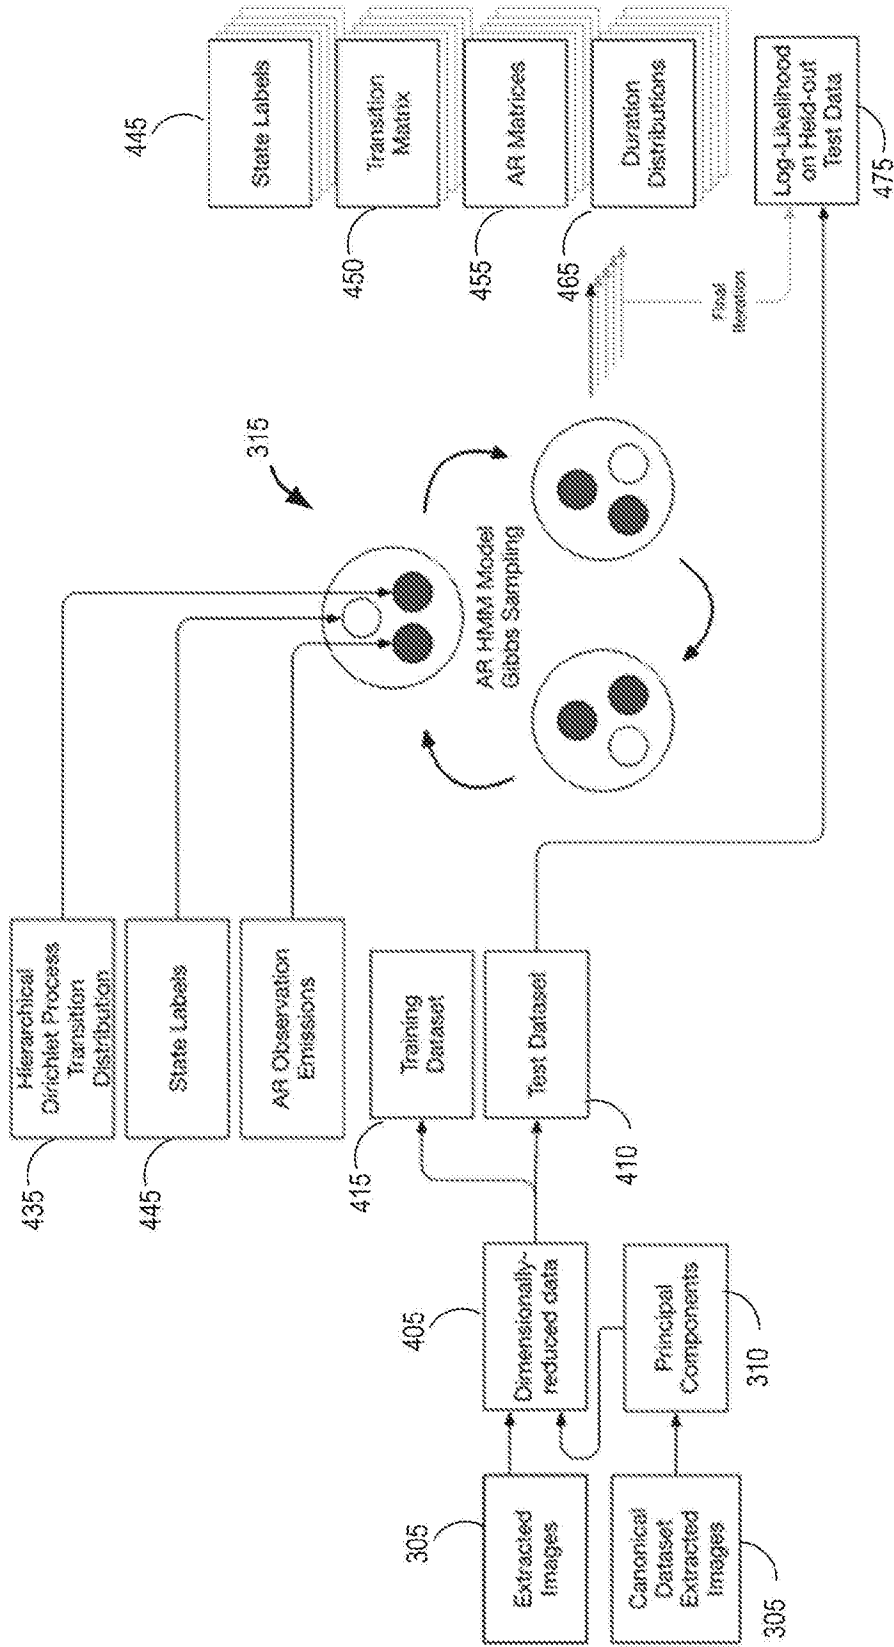 305
Extracted
Images
Canonical
Dataset
Extracted
Images
305
405
Dimensionally-
reduced data
Principal
Components
310
435
Hierarchical
Dirichlet Process
Transition
Distribution
445
State Labels
AR Observation
Emissions
415
Training
Dataset
Test Dataset
410
315
AR HMM Model
Gibbs Sampling
Final
Iteration
445
State Labels
450
Transition
Matrix
455
AR Matrices
465
Duration
Distributions
Log-Likelihood
on Held-out
Test Data
475